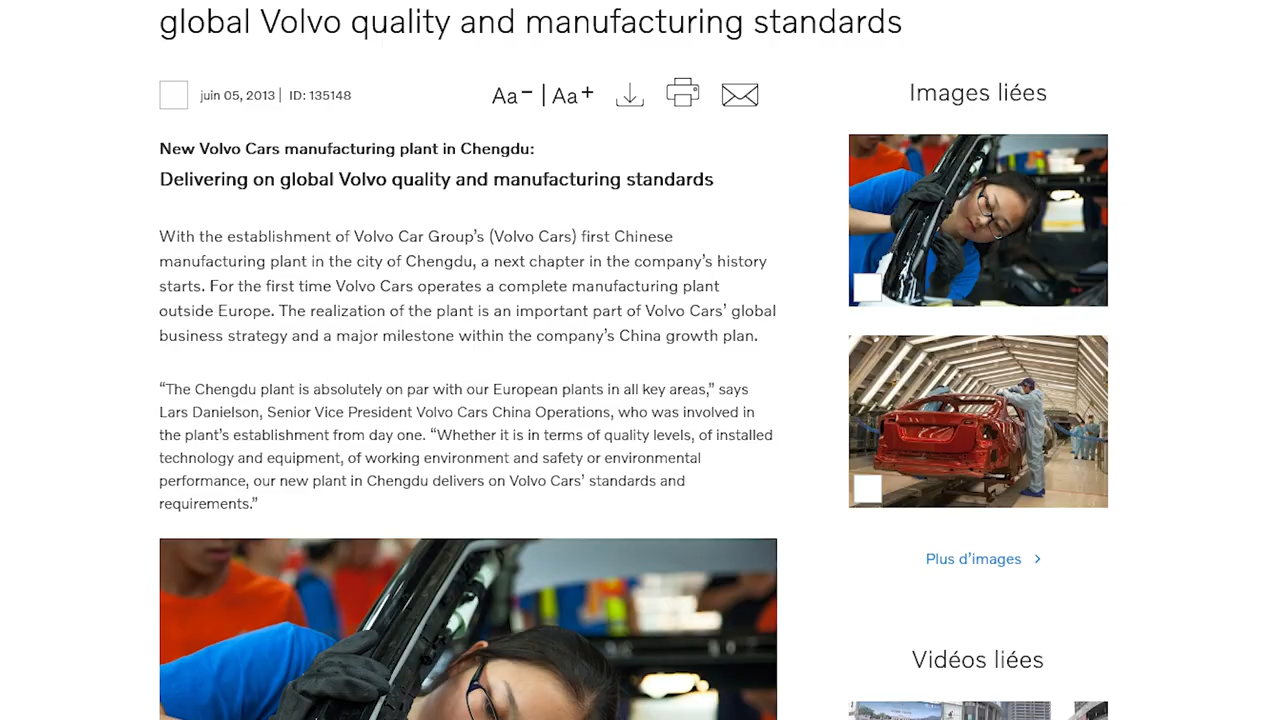 global Volvo quality and manufacturing standards
juin 05, 2013 | ID: 135148
Aa− | Aa+
Images liées
New Volvo Cars manufacturing plant in Chengdu:
Delivering on global Volvo quality and manufacturing standards
With the establishment of Volvo Car Group’s (Volvo Cars) first Chinese
manufacturing plant in the city of Chengdu, a next chapter in the company’s history
starts. For the first time Volvo Cars operates a complete manufacturing plant
outside Europe. The realization of the plant is an important part of Volvo Cars’ global
business strategy and a major milestone within the company’s China growth plan.
“The Chengdu plant is absolutely on par with our European plants in all key areas,” says
Lars Danielson, Senior Vice President Volvo Cars China Operations, who was involved in
the plant’s establishment from day one. “Whether it is in terms of quality levels, of installed
technology and equipment, of working environment and safety or environmental
performance, our new plant in Chengdu delivers on Volvo Cars’ standards and
requirements.”
Plus d’images
Vidéos liées